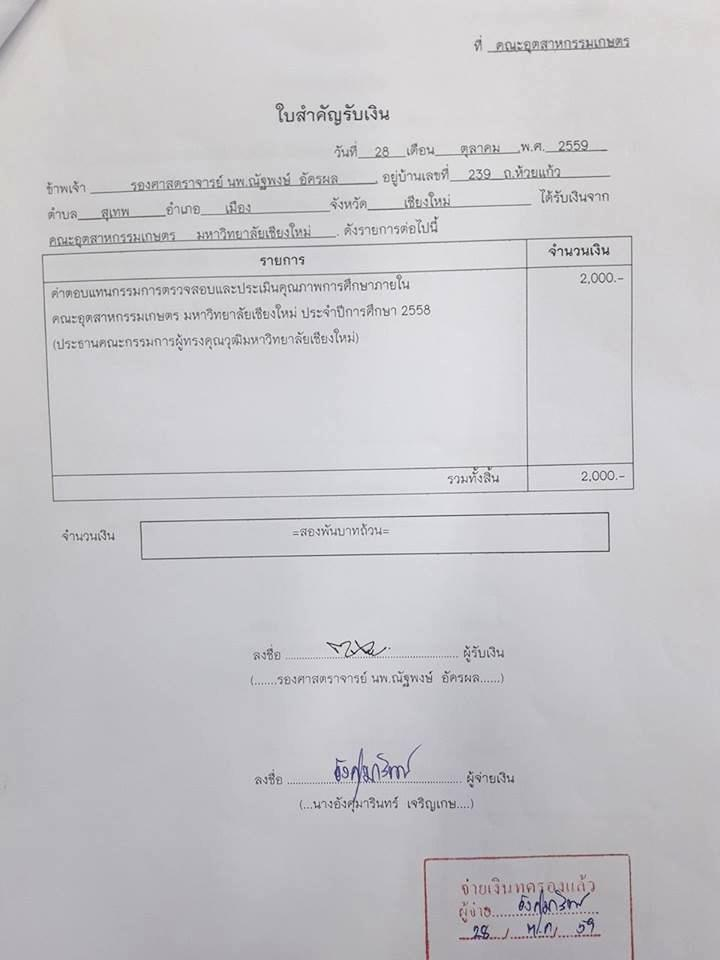 ที่ คณะอุตสาหกรรมเกษตร
ใบสำคัญรับเงิน
วันที่ 28 เดือน ตุลาคม พ.ศ. 2559
ข้าพเจ้า รองศาสตราจารย์ นพ.ณัฐพงษ์ อัครผล อยู่บ้านเลขที่ 239 ถ.ห้วยแก้ว
ตำบล สุเทพ อำเภอ เมือง จังหวัด เชียงใหม่ ได้รับเงินจาก
คณะอุตสาหกรรมเกษตร มหาวิทยาลัยเชียงใหม่ . ดังรายการต่อไปนี้
รายการ จำนวนเงิน
ค่าตอบแทนกรรมการตรวจสอบและประเมินคุณภาพการศึกษาภายใน 2,000.-
คณะอุตสาหกรรมเกษตร มหาวิทยาลัยเชียงใหม่ ประจำปีการศึกษา 2558
(ประธานคณะกรรมการผู้ทรงคุณวุฒิมหาวิทยาลัยเชียงใหม่)
รวมทั้งสิ้น 2,000.-
จำนวนเงิน =สองพันบาทถ้วน=
ลงชื่อ ผู้รับเงิน
(.......รองศาสตราจารย์ นพ.ณัฐพงษ์ อัครผล......)
ลงชื่อ อังศุมารินทร์ ผู้จ่ายเงิน
(...นางอังศุมารินทร์ เจริญเกษ....)
จ่ายเงินทดรองแล้ว
ผู้จ่าย อังศุมารินทร์
28 / ต.ค. / 59